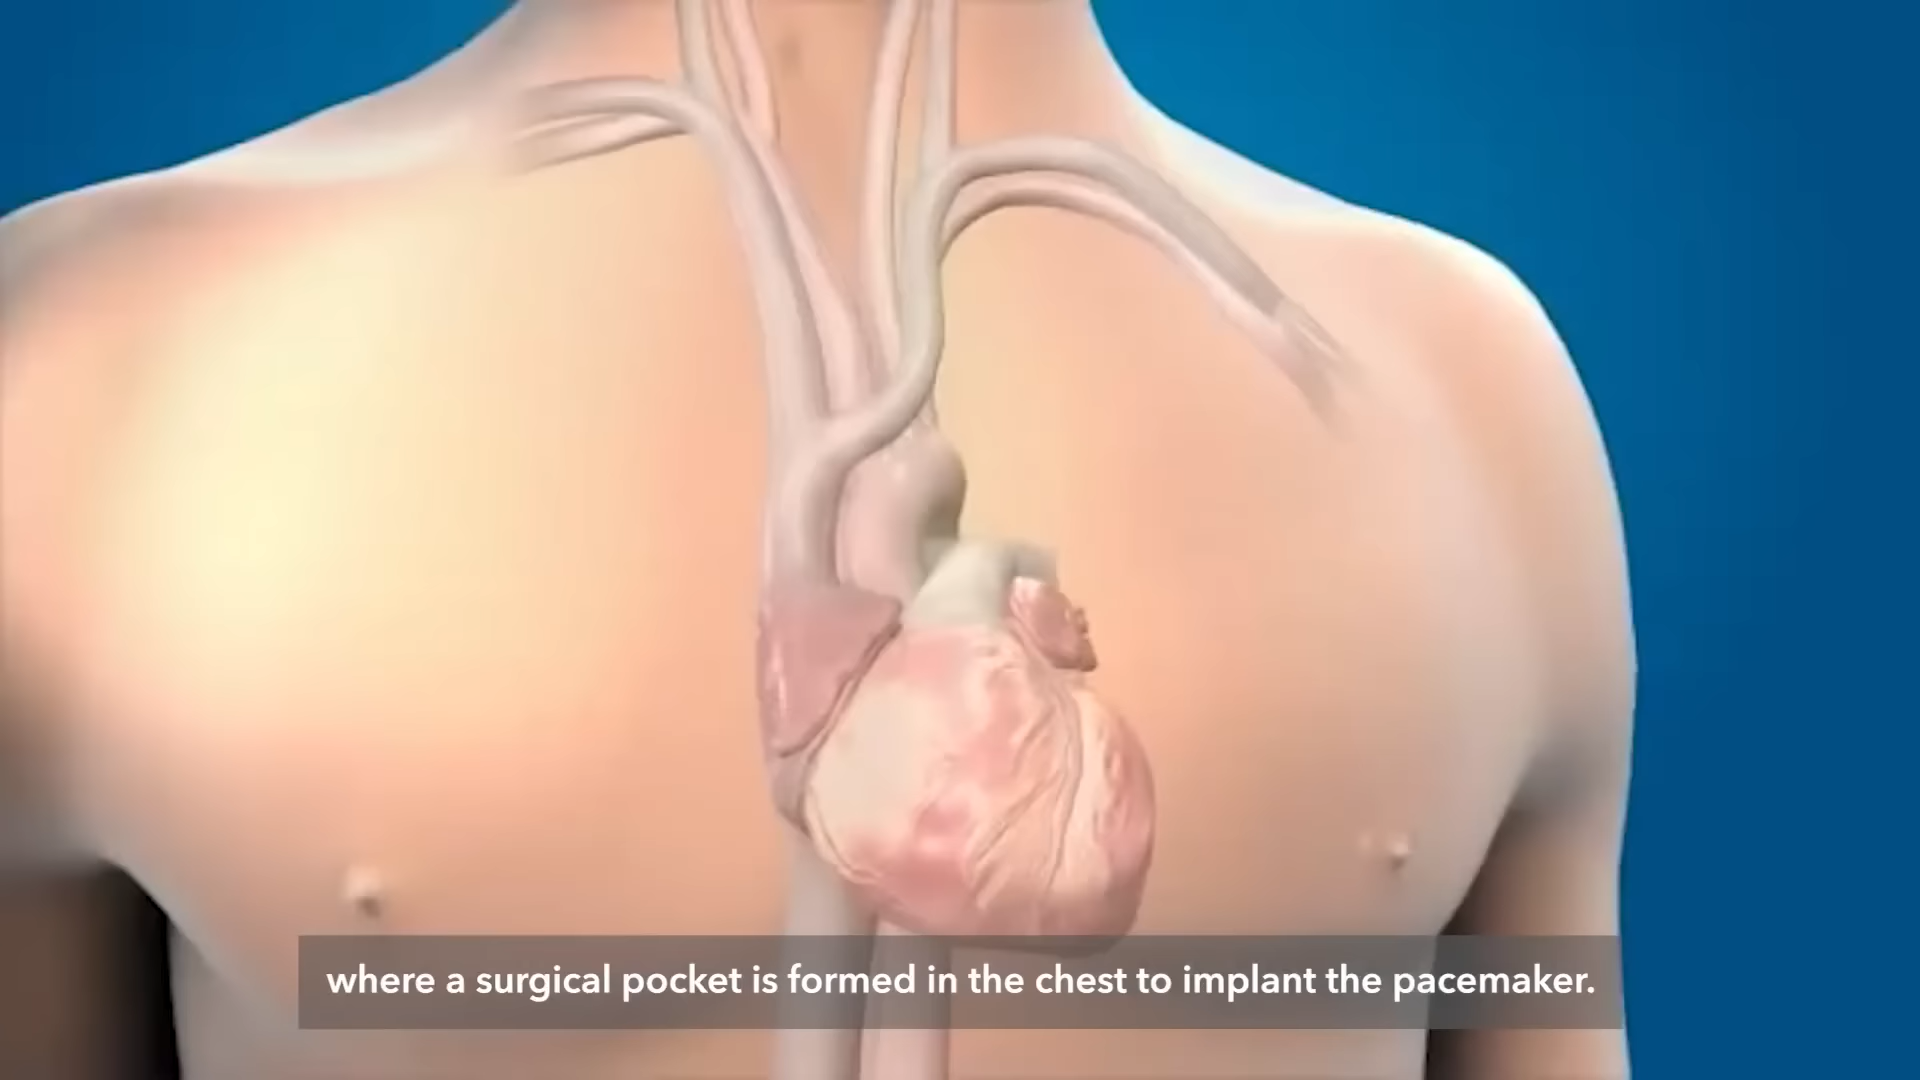 where a surgical pocket is formed in the chest to implant the pacemaker.